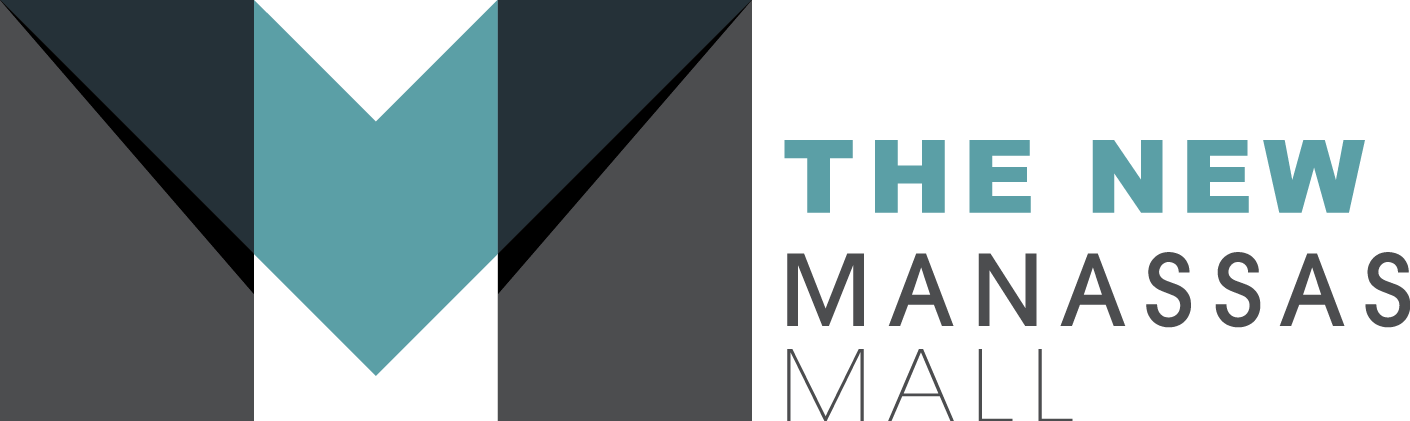 THE NEW
MANASSAS
MALL